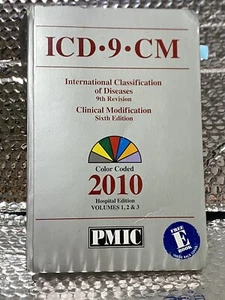 ICD•9•CM
International Classification
of Diseases
9th Revision
Clinical Modification
Sixth Edition
Color Coded
2010
Hospital Edition
VOLUMES 1, 2 & 3
PMIC
FREE
E
BOOK